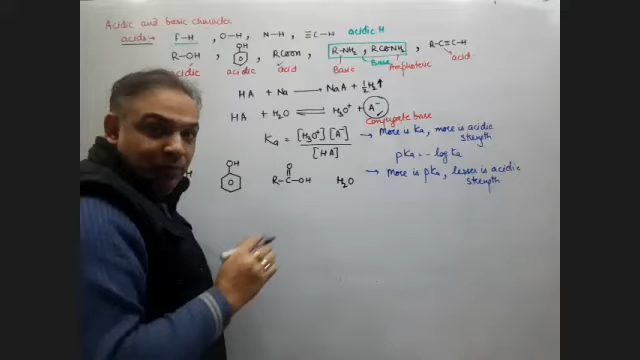 Acidic and basic character
acids → F-H , O-H , N-H , ≡C-H acidic H
R-OH , OH , RCOOH , R-NH₂ , RCONH₂ , R-C≡C-H
acidic acidic acid Base Base Amphoteric acid
HA + Na → NaA + ½H₂↑
HA + H₂O ⇌ H₃O⁺ + A⁻
Conjugate base
Ka = [H₃O⁺] [A⁻] / [HA] → More is Ka, more is acidic strength
pKa = - log Ka
OH R-C-OH O H₂O → More is pKa, lesser is acidic strength